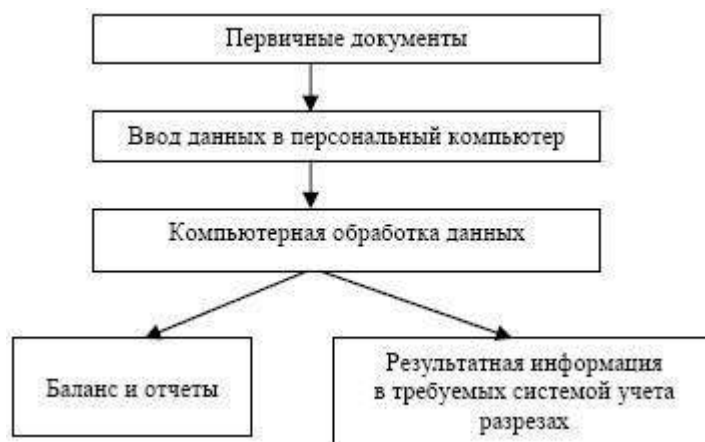 Первичные документы
Ввод данных в персональный компьютер
Компьютерная обработка данных
Баланс и отчеты
Результатная информация
в требуемых системой учета
разрезах